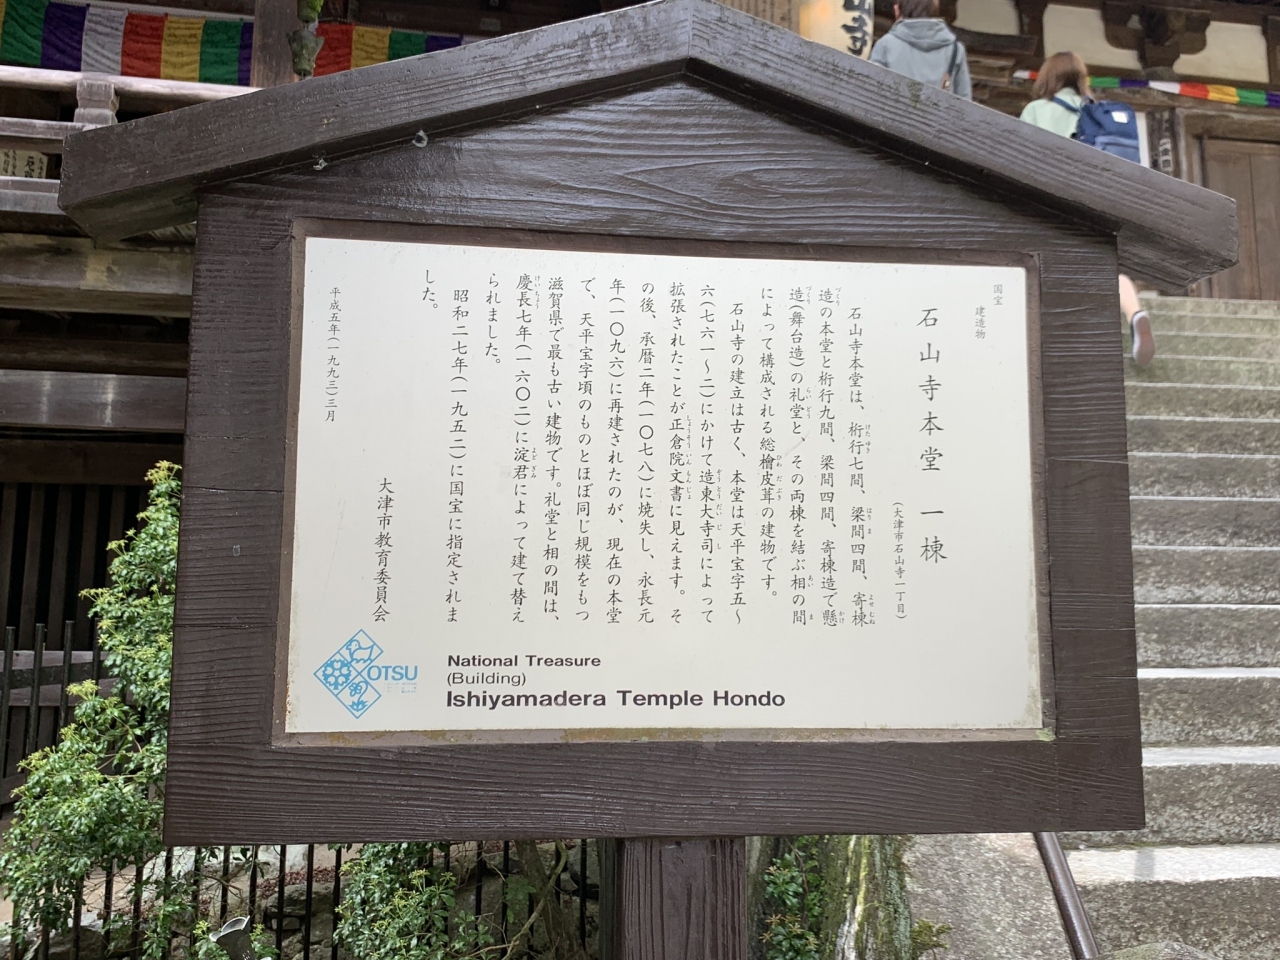 国宝
建造物
石山寺本堂 一棟
(大津市石山寺一丁目)
石山寺本堂は、桁行七間、梁間四間、寄棟
造の本堂と桁行九間、梁間四間、寄棟造で懸
造(舞台造)の礼堂と、その両棟を結ぶ相の間
によって構成される総檜皮葺の建物です。
石山寺の建立は古く、本堂は天平宝字五〜
六(七六一〜二)にかけて造東大寺司によって
拡張されたことが正倉院文書に見えます。そ
の後、承暦二年(一〇七八)に焼失し、永長元
年(一〇九六)に再建されたのが、現在の本堂
で、天平宝字頃のものとほぼ同じ規模をもつ
滋賀県で最も古い建物です。礼堂と相の間は、
慶長七年(一六〇二)に淀君によって建て替え
られました。
昭和二七年(一九五二)に国宝に指定されま
した。
大津市教育委員会
平成五年(一九九三)三月
OTSU
National Treasure
(Building)
Ishiyamadera Temple Hondo
山寺